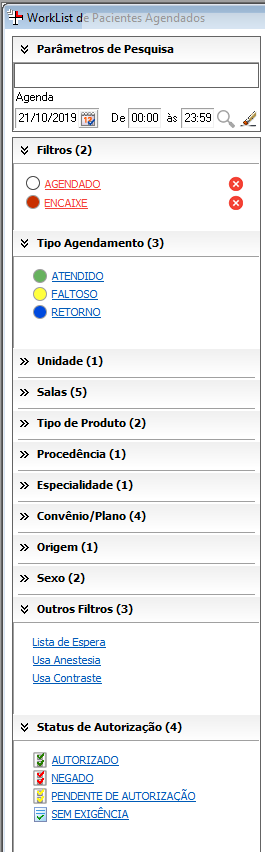 WorkList de Pacientes Agendados
Parâmetros de Pesquisa
Agenda
21/10/2019 De 00:00 às 23:59
Filtros (2)
AGENDADO
ENCAIXE
Tipo Agendamento (3)
ATENDIDO
FALTOSO
RETORNO
Unidade (1)
Salas (5)
Tipo de Produto (2)
Procedência (1)
Especialidade (1)
Convênio/Plano (4)
Origem (1)
Sexo (2)
Outros Filtros (3)
Lista de Espera
Usa Anestesia
Usa Contraste
Status de Autorização (4)
AUTORIZADO
NEGADO
PENDENTE DE AUTORIZAÇÃO
SEM EXIGÊNCIA